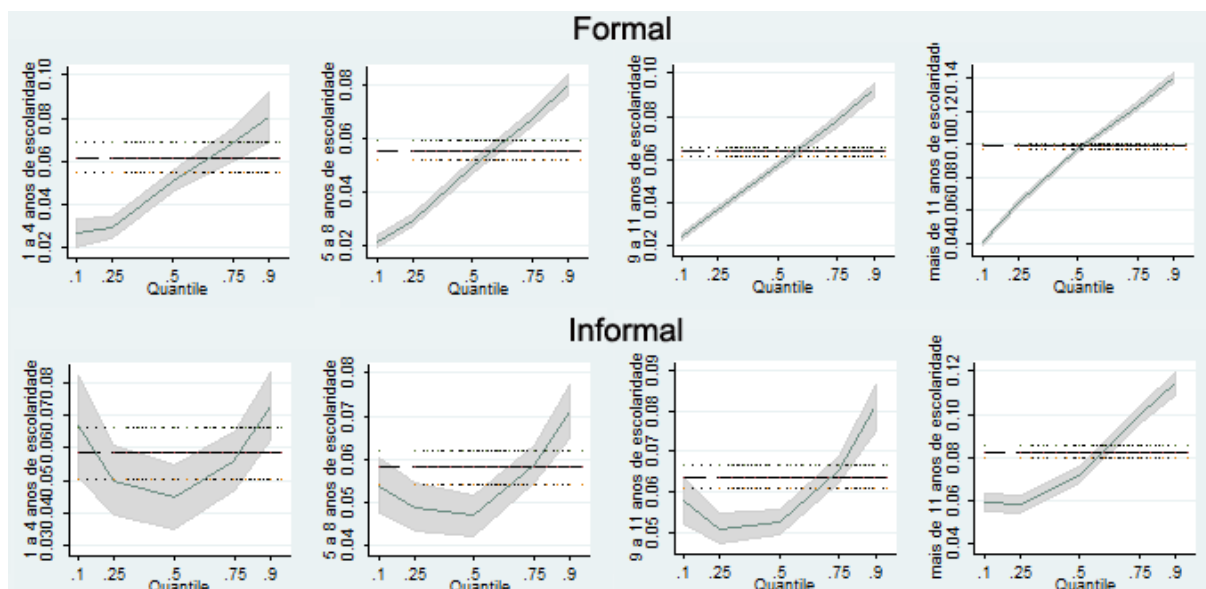 Formal
1 a 4 anos de escolaridade
0.02 0.04 0.06 0.08 0.10
.1 .25 .5 .75 .9
Quantile
5 a 8 anos de escolaridade
0.02 0.04 0.06 0.08
.1 .25 .5 .75 .9
Quantile
9 a 11 anos de escolaridade
0.02 0.04 0.06 0.08 0.10
.1 .25 .5 .75 .9
Quantile
mais de 11 anos de escolaridade
0.040.060.080.100.120.14
.1 .25 .5 .75 .9
Quantile
Informal
1 a 4 anos de escolaridade
0.030.040.050.060.070.08
.1 .25 .5 .75 .9
Quantile
5 a 8 anos de escolaridade
0.04 0.05 0.06 0.07 0.08
.1 .25 .5 .75 .9
Quantile
9 a 11 anos de escolaridade
0.05 0.06 0.07 0.08 0.09
.1 .25 .5 .75 .9
Quantile
mais de 11 anos de escolaridade
0.04 0.06 0.08 0.10 0.12
.1 .25 .5 .75 .9
Quantile